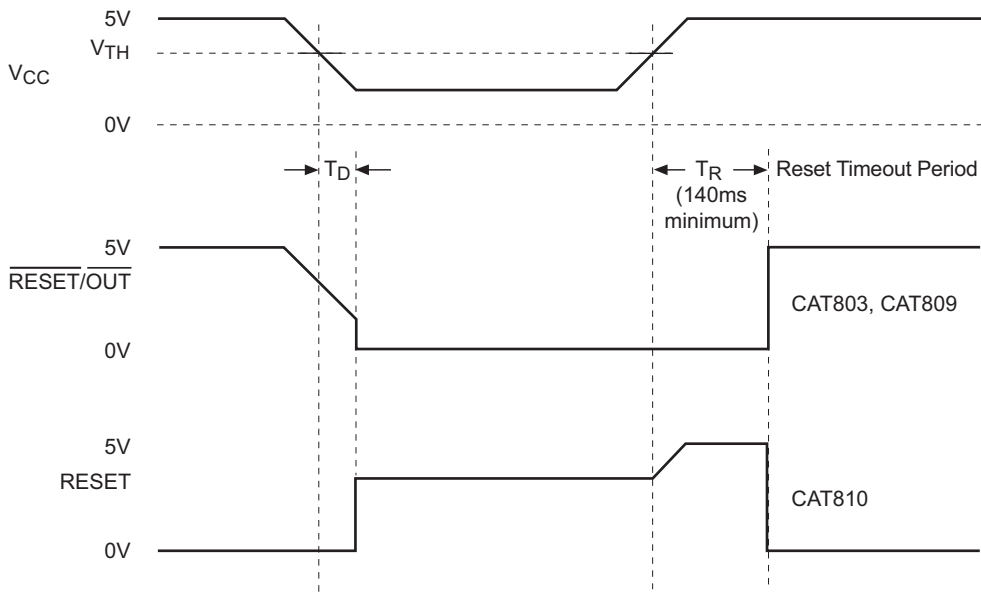 5V
VTH
VCC
0V
TD
TR
(140ms
minimum)
Reset Timeout Period
5V
RESET/OUT
0V
CAT803, CAT809
5V
RESET
0V
CAT810